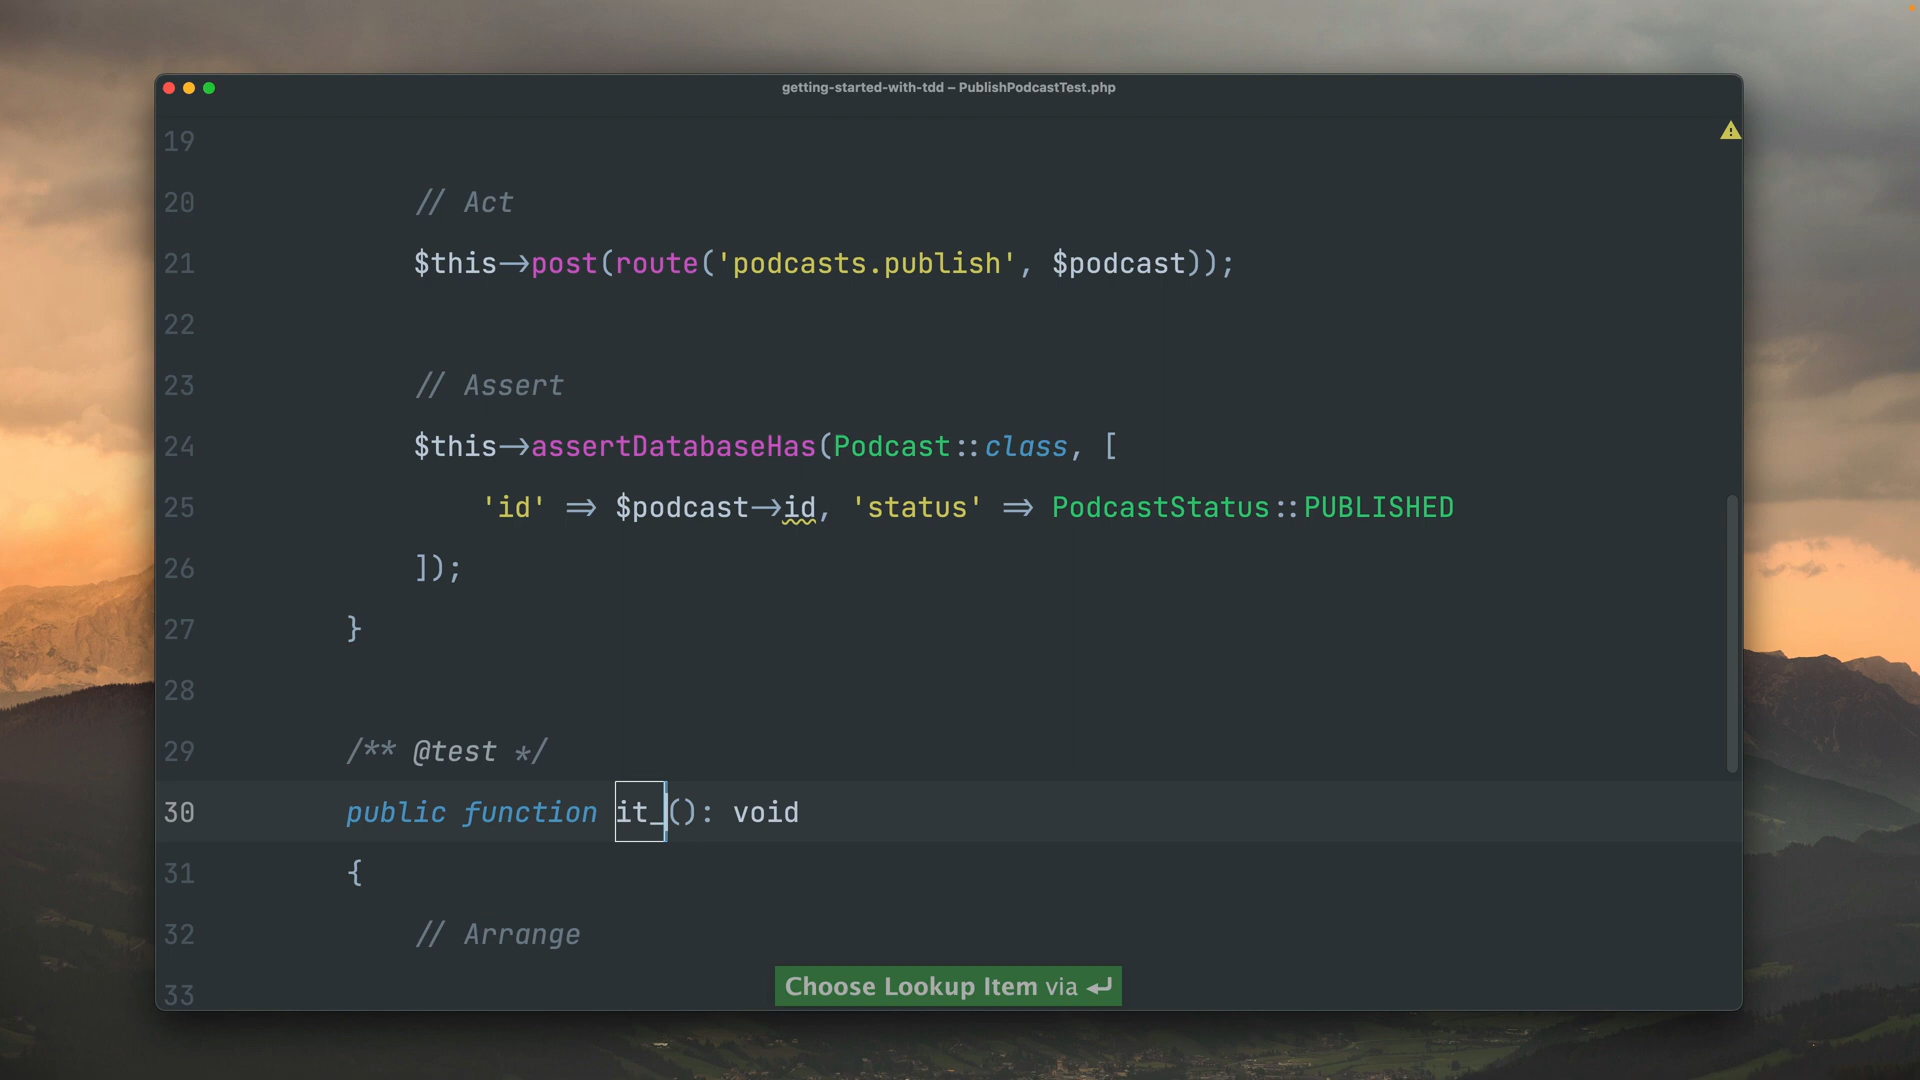 getting-started-with-tdd – PublishPodcastTest.php
19
20 // Act
21 $this->post(route('podcasts.publish', $podcast));
22
23 // Assert
24 $this->assertDatabaseHas(Podcast::class, [
25 'id' => $podcast->id, 'status' => PodcastStatus::PUBLISHED
26 ]);
27 }
28
29 /** @test */
30 public function it_(): void
31 {
32 // Arrange
33
Choose Lookup Item via ↵